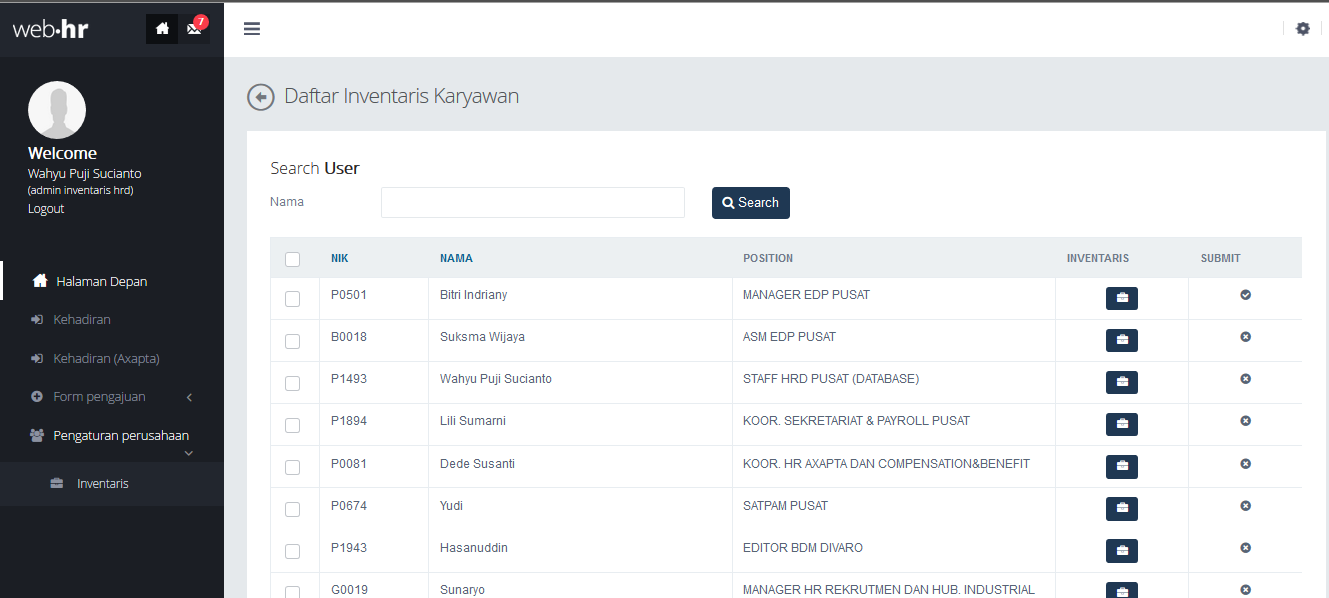 web·hr
7
Daftar Inventaris Karyawan
Welcome
Wahyu Puji Sucianto
(admin inventaris hrd)
Logout
Halaman Depan
Kehadiran
Kehadiran (Axapta)
Form pengajuan
Pengaturan perusahaan
Inventaris
Search User
Nama
Search
NIK NAMA POSITION INVENTARIS SUBMIT
P0501 Bitri Indriany MANAGER EDP PUSAT
B0018 Suksma Wijaya ASM EDP PUSAT
P1493 Wahyu Puji Sucianto STAFF HRD PUSAT (DATABASE)
P1894 Lili Sumarni KOOR. SEKRETARIAT & PAYROLL PUSAT
P0081 Dede Susanti KOOR. HR AXAPTA DAN COMPENSATION&BENEFIT
P0674 Yudi SATPAM PUSAT
P1943 Hasanuddin EDITOR BDM DIVARO
G0019 Sunaryo MANAGER HR REKRUTMEN DAN HUB. INDUSTRIAL